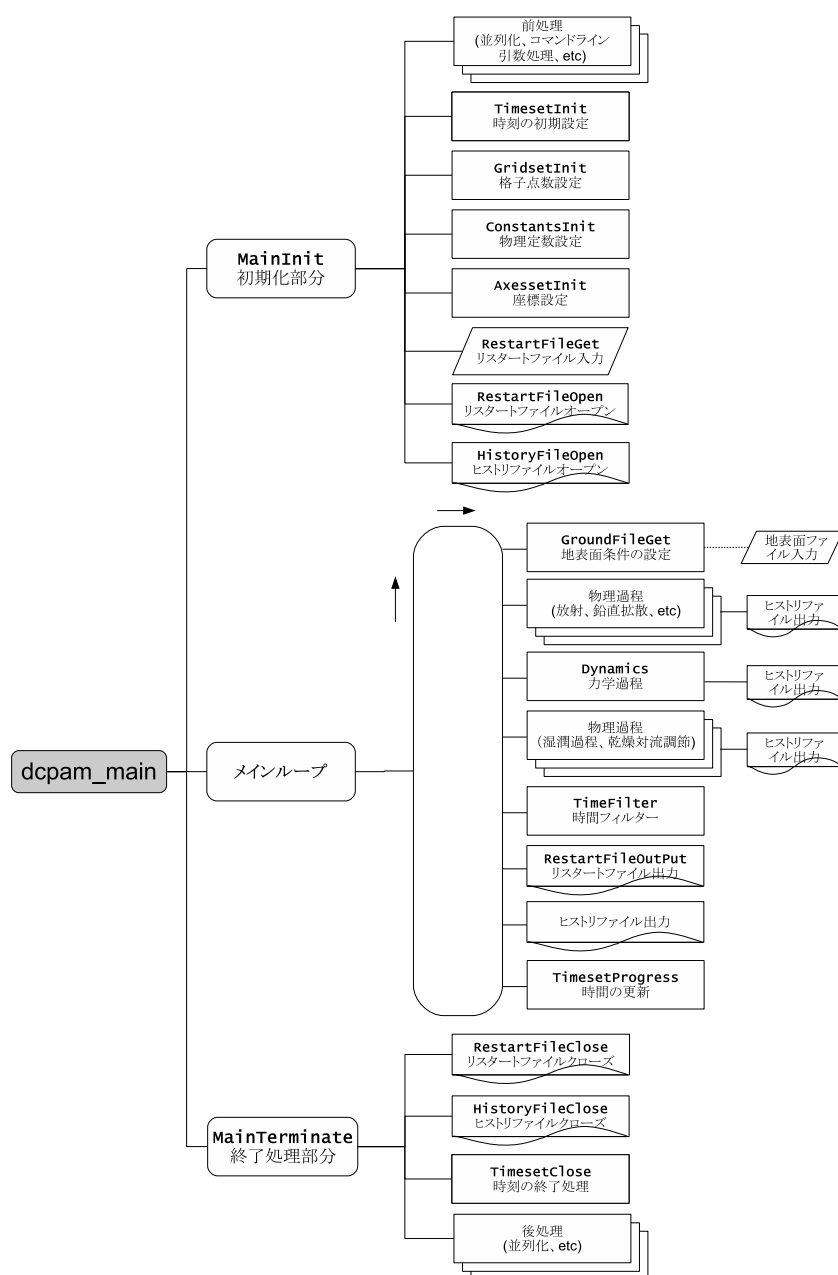 前処理
(並列化、コマンドライン
引数処理、etc)
TimesetInit
時刻の初期設定
GridsetInit
格子点数設定
ConstantsInit
物理定数設定
MainInit
初期化部分
AxessetInit
座標設定
RestartFileGet
リスタートファイル入力
RestartFileOpen
リスタートファイルオープン
HistoryFileOpen
ヒストリファイルオープン
GroundFileGet
地表面条件の設定
地表面ファ
イル入力
物理過程
(放射、鉛直拡散、etc)
ヒストリファ
イル出力
Dynamics
力学過程
ヒストリファ
イル出力
物理過程
(湿潤過程、乾燥対流調節)
ヒストリファ
イル出力
dcpam_main
メインループ
TimeFilter
時間フィルター
RestartFileOutPut
リスタートファイル出力
ヒストリファイル出力
TimesetProgress
時間の更新
RestartFileClose
リスタートファイルクローズ
HistoryFileClose
ヒストリファイルクローズ
MainTerminate
終了処理部分
TimesetClose
時刻の終了処理
後処理
(並列化、etc)